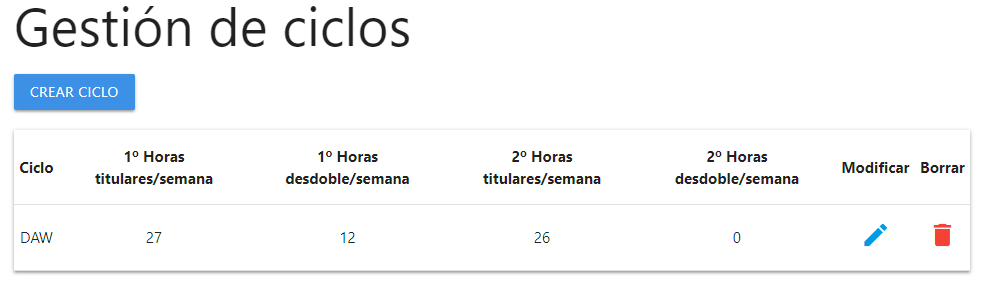 Gestión de ciclos
CREAR CICLO
Ciclo 1º Horas titulares/semana 1º Horas desdoble/semana 2º Horas titulares/semana 2º Horas desdoble/semana Modificar Borrar
DAW 27 12 26 0